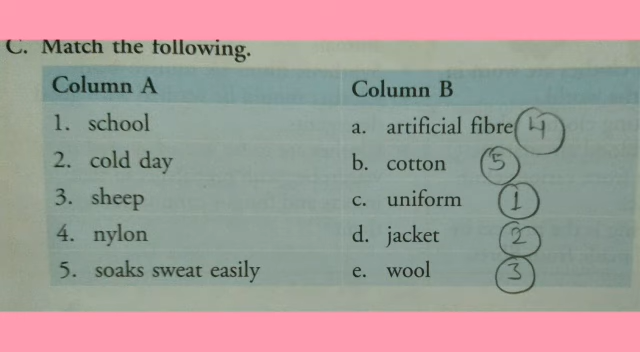 C. Match the following.
Column A Column B
1. school a. artificial fibre 4
2. cold day b. cotton 5
3. sheep c. uniform 1
4. nylon d. jacket 2
5. soaks sweat easily e. wool 3